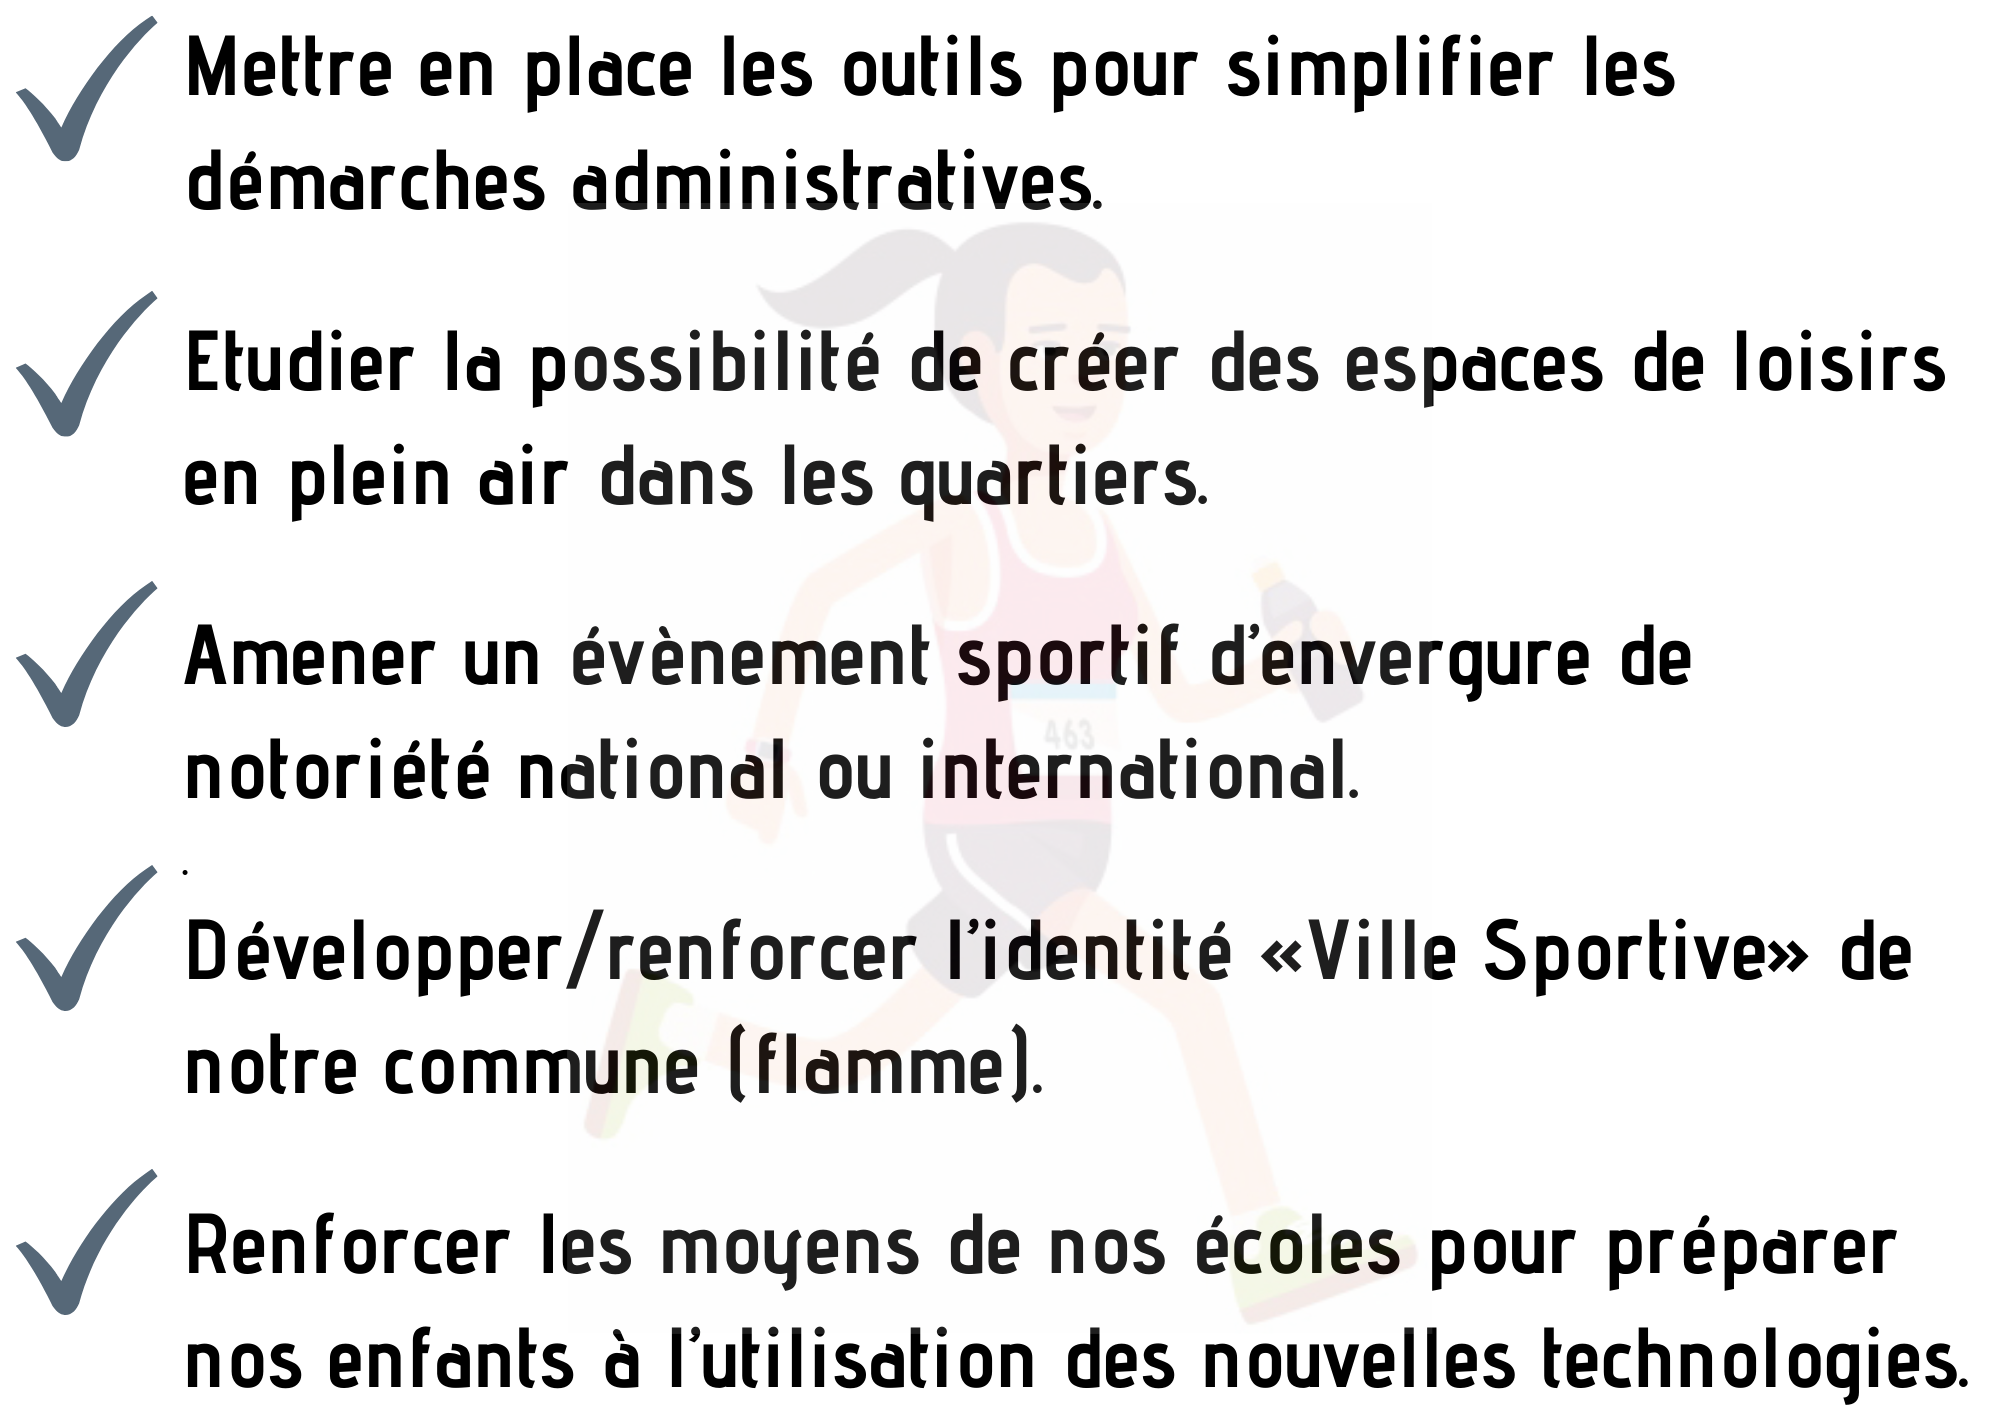 Mettre en place les outils pour simplifier les
démarches administratives.
Etudier la possibilité de créer des espaces de loisirs
en plein air dans les quartiers.
Amener un évènement sportif d'envergure de
463
notoriété national ou international.
.
Développer/renforcer l'identité «Ville Sportive» de
notre commune (flamme).
Renforcer les moyens de nos écoles pour préparer
nos enfants à l'utilisation des nouvelles technologies.